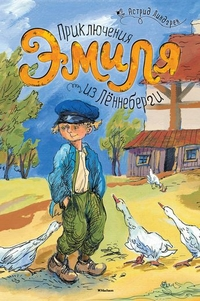 Астрид Линдгрен
Приключения
Эмиля
из Лённеберги